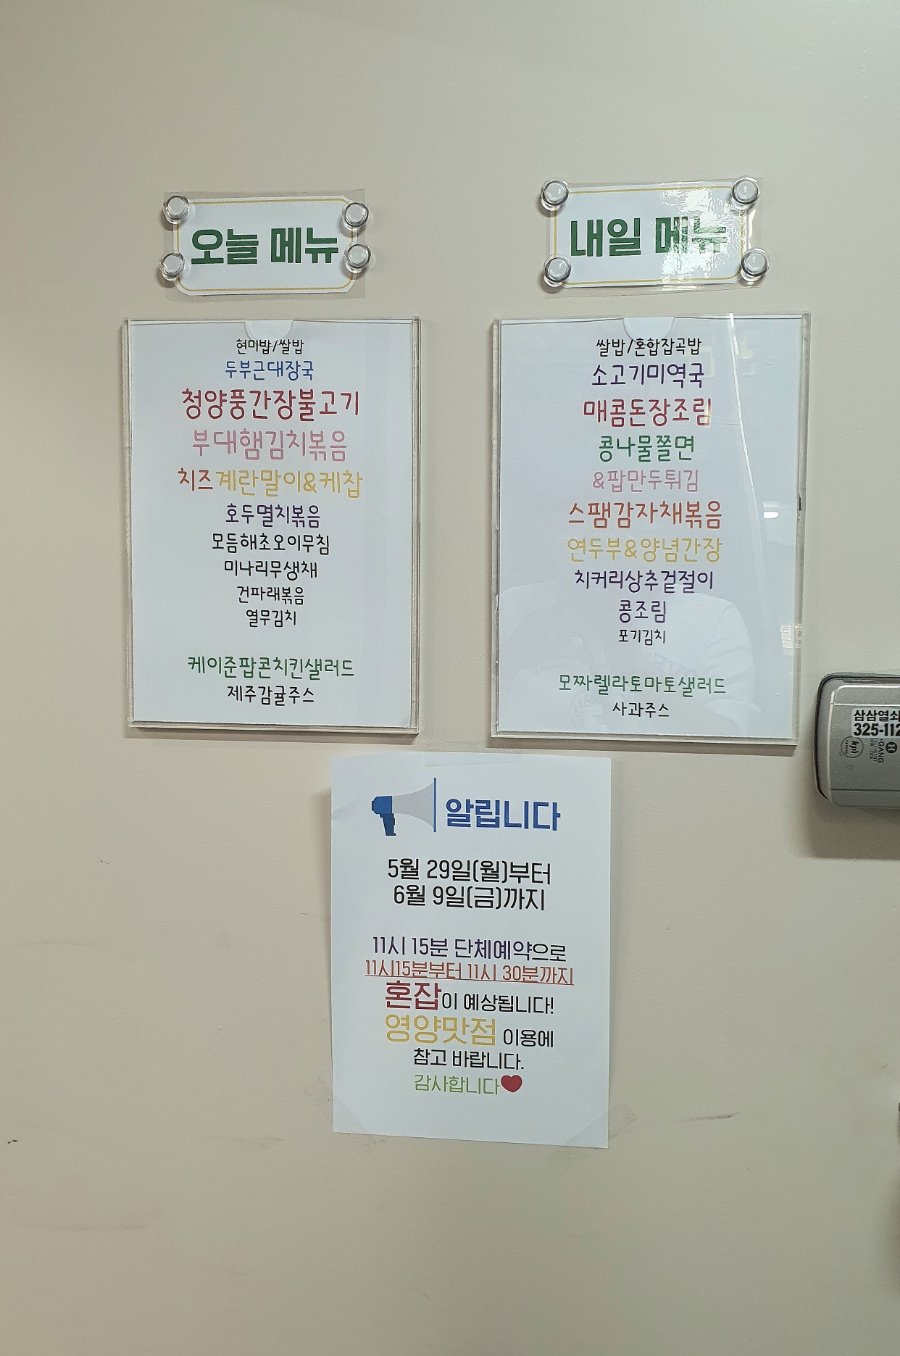 오늘 메뉴
현미밥/쌀밥
두부근대장국
청양풍간장불고기
부대햄김치볶음
치즈계란말이&케찹
호두멸치볶음
모듬해초오이무침
미나리무생채
건파래볶음
열무김치
케이준팝콘치킨샐러드
제주감귤주스
내일 메뉴
쌀밥/혼합잡곡밥
소고기미역국
매콤돈장조림
콩나물쫄면
&팝만두튀김
스팸감자채볶음
연두부&양념간장
치커리상추겉절이
콩조림
포기김치
모짜렐라토마토샐러드
사과주스
알립니다
5월 29일(월)부터
6월 9일(금)까지
11시 15분 단체예약으로
11시15분부터 11시 30분까지
혼잡이 예상됩니다!
영양맛점 이용에
참고 바랍니다.
감사합니다❤
삼삼열쇠
325-112